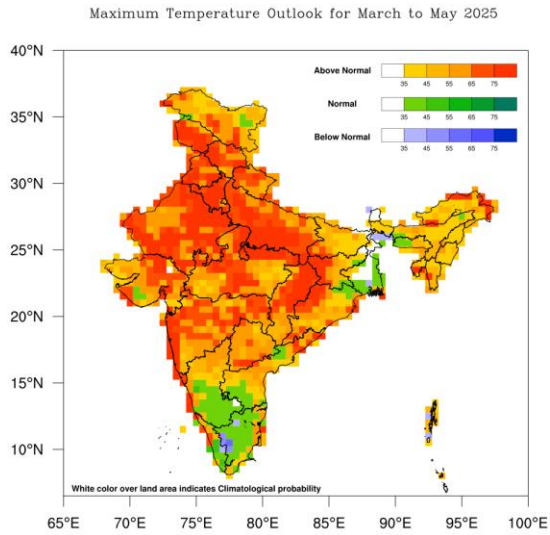 Maximum Temperature Outlook for March to May 2025
40°N
Above Normal
35 45 55 65 75
35°N
Normal
35 45 55 65 75
Below Normal
35 45 55 65 75
30°N
25°N
20°N
15°N
10°N
White color over land area indicates Climatological probability
65°E 70°E 75°E 80°E 85°E 90°E 95°E 100°E